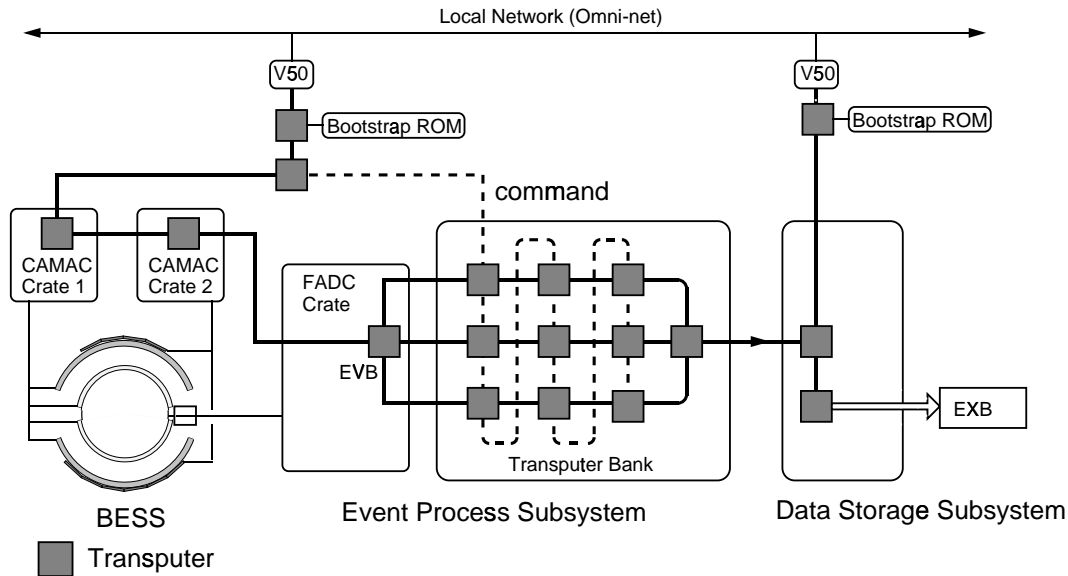 Local Network (Omni-net)
V50
V50
Bootstrap ROM
Bootstrap ROM
command
CAMAC
Crate 1
CAMAC
Crate 2
FADC
Crate
EVB
EXB
Transputer Bank
BESS
Event Process Subsystem
Data Storage Subsystem
Transputer